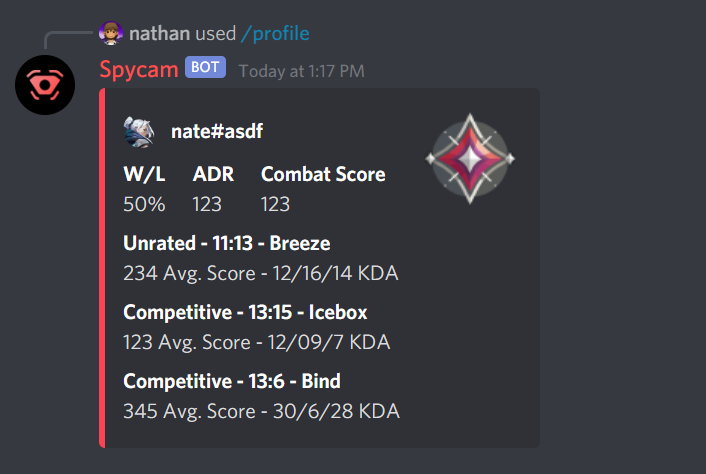 nathan used /profile
Spycam BOT Today at 1:17 PM
nate#asdf
W/L ADR Combat Score
50% 123 123
Unrated - 11:13 - Breeze
234 Avg. Score - 12/16/14 KDA
Competitive - 13:15 - Icebox
123 Avg. Score - 12/09/7 KDA
Competitive - 13:6 - Bind
345 Avg. Score - 30/6/28 KDA